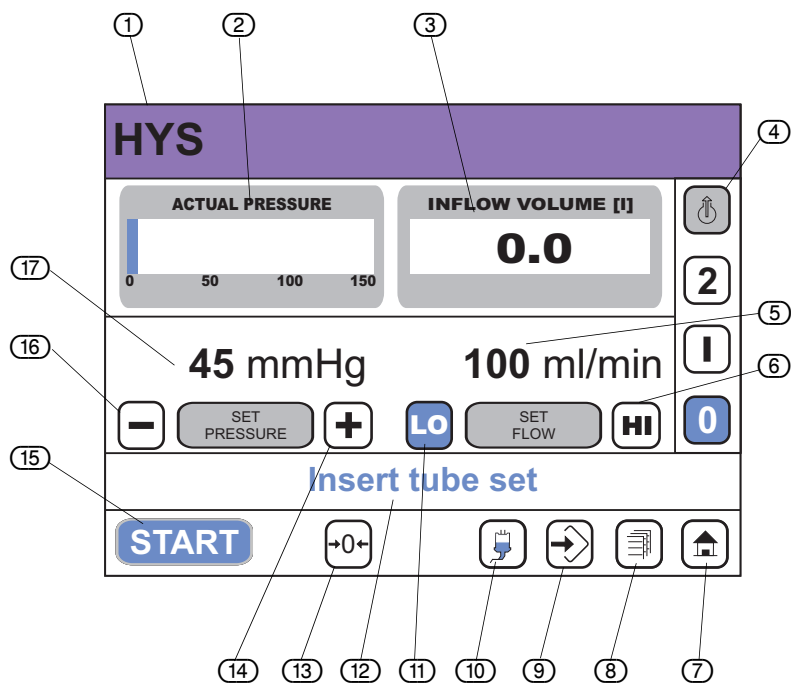 1 2 3
HYS
4
ACTUAL PRESSURE
0 50 100 150
INFLOW VOLUME [l]
0.0
2
I
0
17
5
16
6
45 mmHg
100 ml/min
SET
PRESSURE
LO
SET
FLOW
HI
15
Insert tube set
START
→0←
14 13 12 11 10 9 8 7